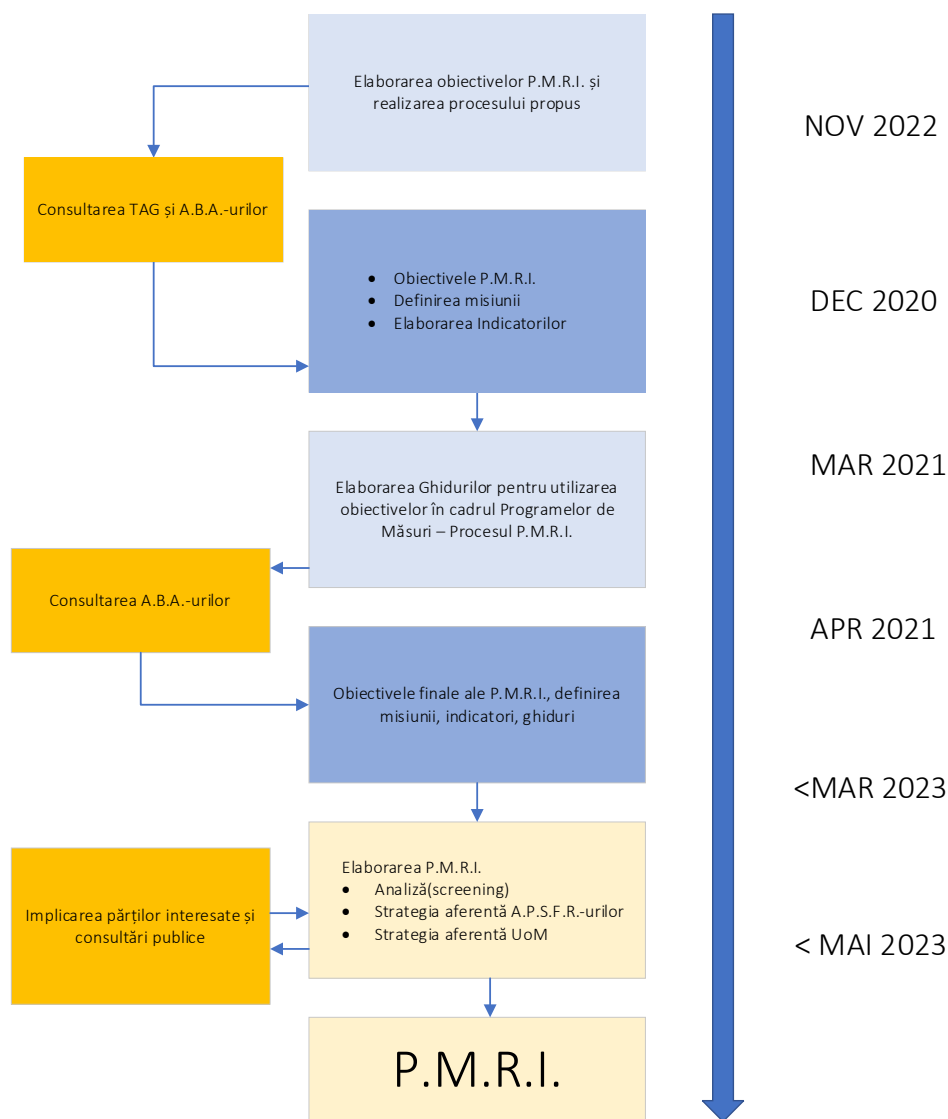 Elaborarea obiectivelor P.M.R.I. și
realizarea procesului propus
NOV 2022
Consultarea TAG și A.B.A.-urilor
• Obiectivele P.M.R.I.
• Definirea misiunii
• Elaborarea Indicatorilor
DEC 2020
Elaborarea Ghidurilor pentru utilizarea
obiectivelor în cadrul Programelor de
Măsuri – Procesul P.M.R.I.
MAR 2021
Consultarea A.B.A.-urilor
APR 2021
Obiectivele finale ale P.M.R.I., definirea
misiunii, indicatori, ghiduri
<MAR 2023
Implicarea părților interesate și
consultări publice
Elaborarea P.M.R.I.
• Analiză(screening)
• Strategia aferentă A.P.S.F.R.-urilor
• Strategia aferentă UoM
< MAI 2023
P.M.R.I.